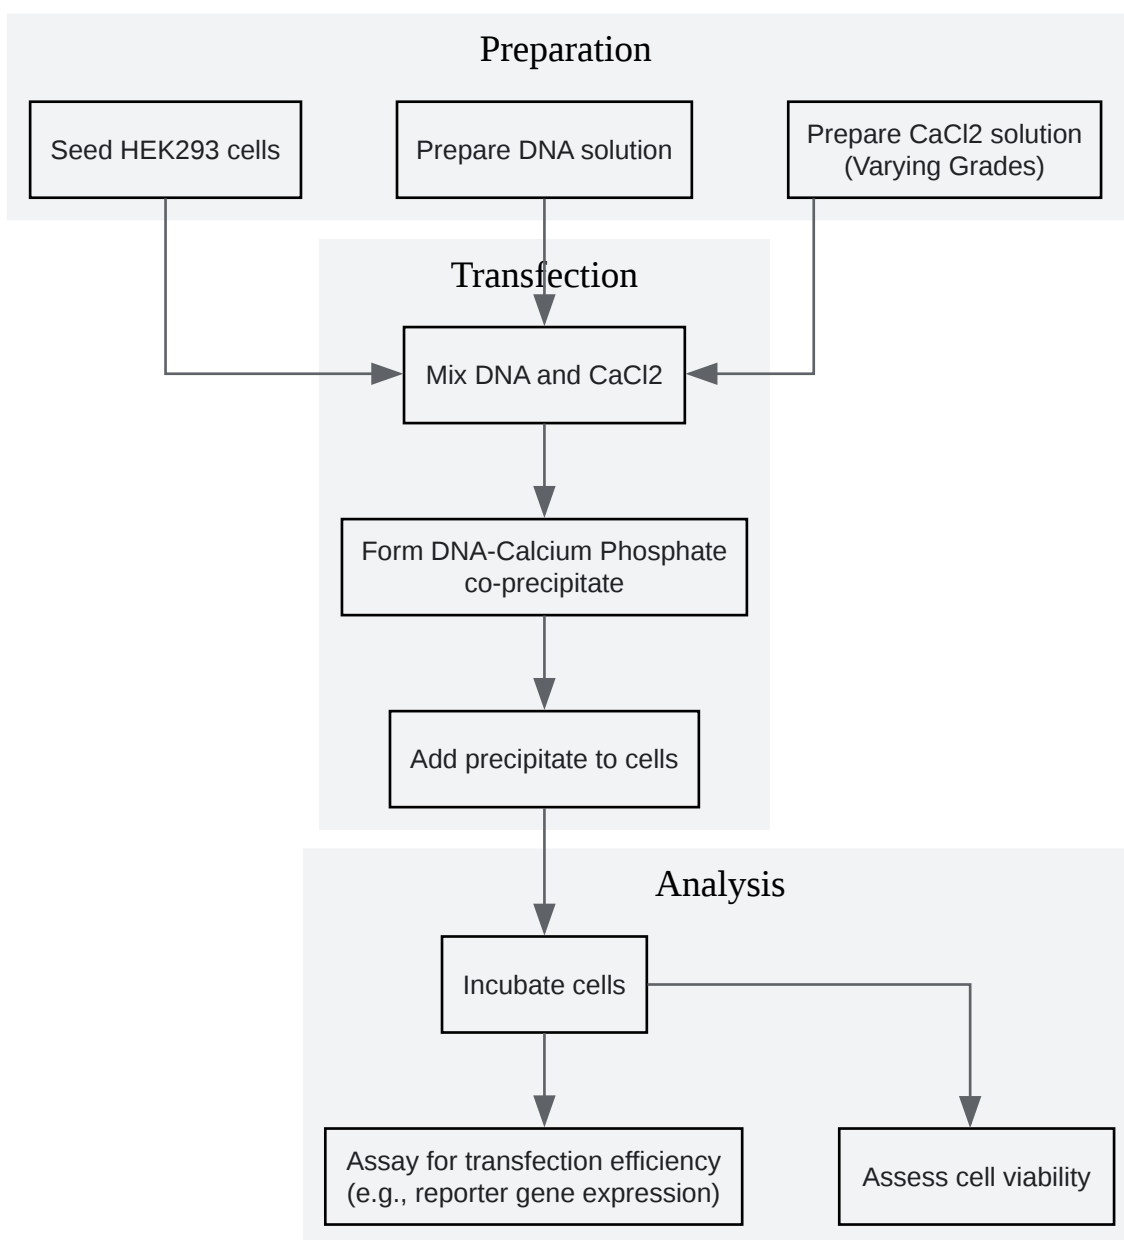 Preparation
Seed HEK293 cells
Prepare DNA solution
Prepare CaCl2 solution
(Varying Grades)
Transfection
Mix DNA and CaCl2
Form DNA-Calcium Phosphate
co-precipitate
Add precipitate to cells
Analysis
Incubate cells
Assay for transfection efficiency
(e.g., reporter gene expression)
Assess cell viability